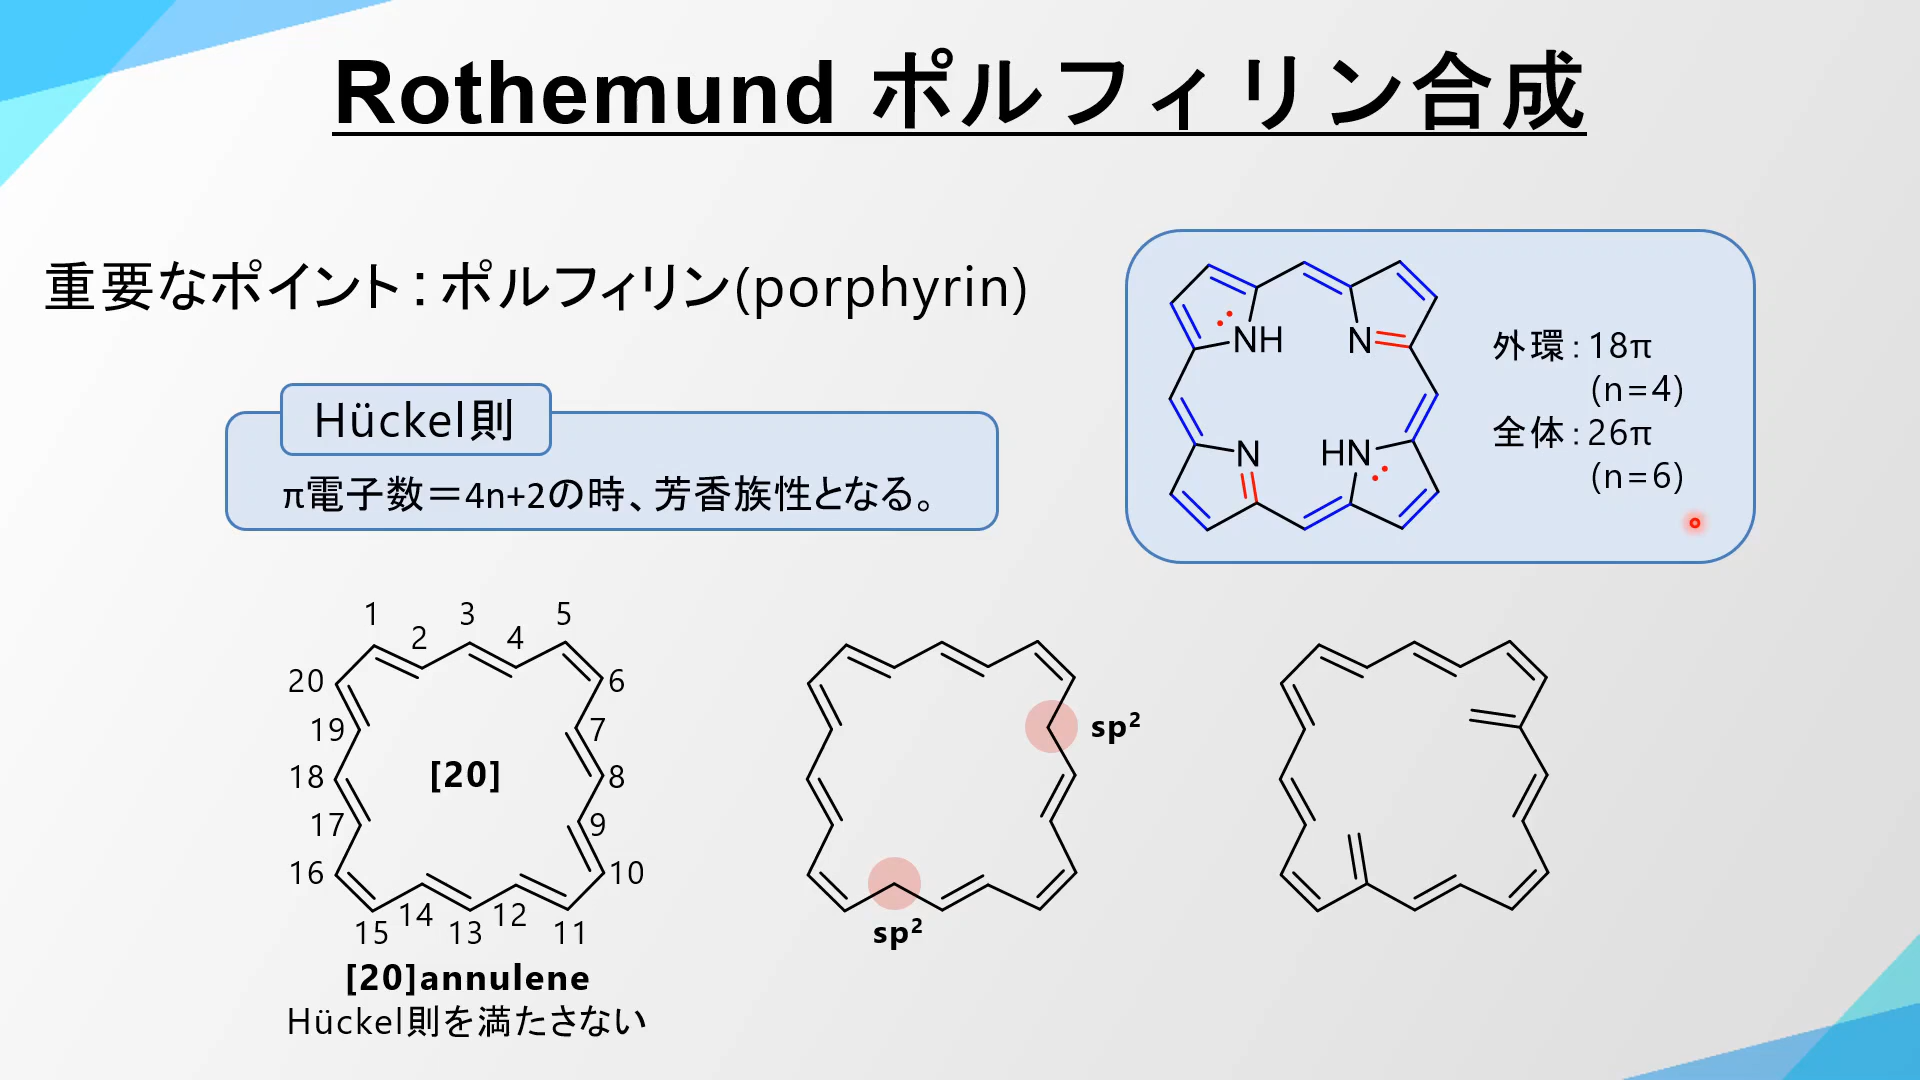 Rothemund ポルフィリン合成
重要なポイント：ポルフィリン(porphyrin)
Hückel則
π電子数＝4n+2の時、芳香族性となる。
NH
N
N
HN
外環：18π
(n=4)
全体：26π
(n=6)
1
2
3
4
5
6
7
8
9
10
11
12
13
14
15
16
17
18
19
20
[20]
[20]annulene
Hückel則を満たさない
sp²
sp²